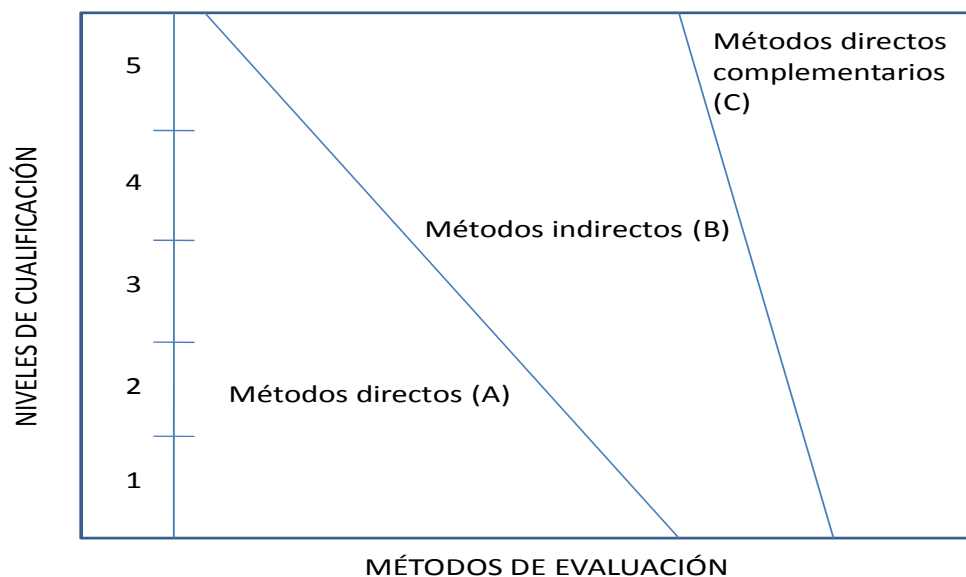 NIVELES DE CUALIFICACIÓN
5
4
3
2
1
Métodos directos
complementarios
(C)
Métodos indirectos (B)
Métodos directos (A)
MÉTODOS DE EVALUACIÓN